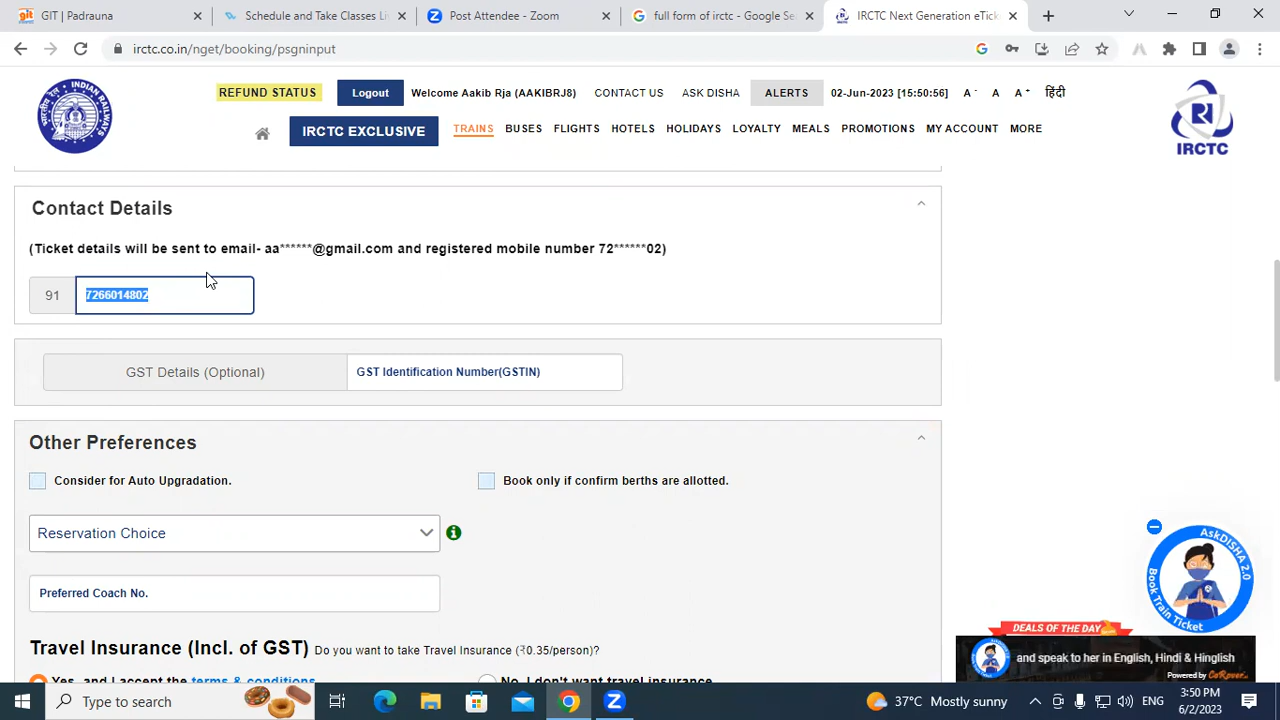 GIT | Padrauna
Schedule and Take Classes Li
Post Attendee - Zoom
full form of irctc - Google Se
IRCTC Next Generation eTick
irctc.co.in/nget/booking/psgninput
INDIAN RAILWAYS
REFUND STATUS
Logout
Welcome Aakib Rja (AAKIBRJ8)
CONTACT US
ASK DISHA
ALERTS
02-Jun-2023 [15:50:56]
A -
A
A +
हिंदी
IRCTC EXCLUSIVE
TRAINS
BUSES
FLIGHTS
HOTELS
HOLIDAYS
LOYALTY
MEALS
PROMOTIONS
MY ACCOUNT
MORE
IRCTC
Contact Details
(Ticket details will be sent to email- aa******@gmail.com and registered mobile number 72******02)
91
7266014802
GST Details (Optional)
GST Identification Number(GSTIN)
Other Preferences
Consider for Auto Upgradation.
Book only if confirm berths are allotted.
Reservation Choice
Preferred Coach No.
AskDISHA 2.0
Book Train Ticket
DEALS OF THE DAY
and speak to her in English, Hindi & Hinglish
Powered by CoRover
Travel Insurance (Incl. of GST) Do you want to take Travel Insurance (₹0.35/person)?
Yes, and I accept the terms & conditions
No, I don't want travel insurance
Type here to search
37°C Mostly sunny
ENG
3:50 PM
6/2/2023